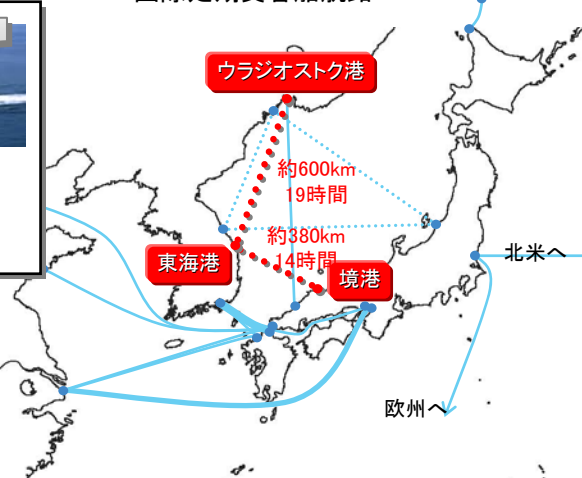 ウラジオストク港
約600km
19時間
約380km
14時間
東海港
境港
北米へ
欧州へ